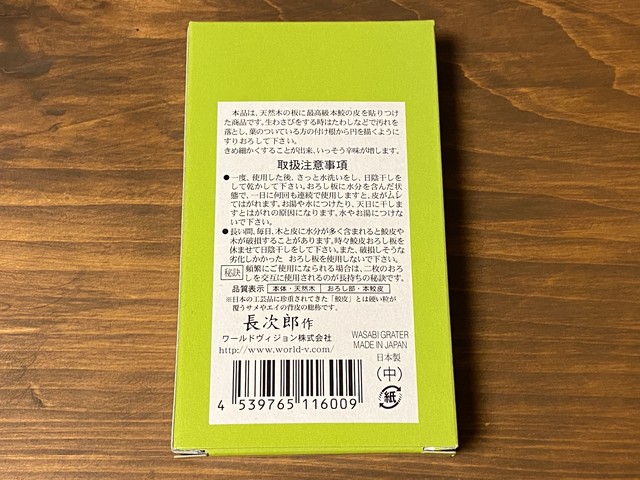 本品は、天然木の板に最高級本鮫の皮を貼りつけ
た商品です。生わさびをする時はたわしなどで汚れを
落とし、葉のついている方の付け根から円を描くように
すりおろして下さい。
きめ細かくすることが出来、いっそう辛味が増します。
取扱注意事項
●一度、使用した後、さっと水洗いをし、日陰干しを
して乾かして下さい。おろし板に水分を含んだ状
態で、一日に何回も連続で使用しますと、皮がムレ
てはがれます。お湯や水につけたり、天日に干しま
すとはがれの原因になります。水やお湯につけな
いで下さい。
●長い間、毎日、木と皮に水分が多く含まれると鮫皮や
木が破損することがあります。時々鮫皮おろし板を
休ませて日陰干しをして下さい。また、破損しそうな
劣化しかかった おろし板を使用しないで下さい。
秘訣 頻繁にご使用になられる場合は、二枚のおろ
しを交互に使用されるのが長持ちの秘訣です。
品質表示 本体・天然木 おろし部・本鮫皮
※日本の工芸品に珍重されてきた「鮫皮」とは硬い粒が
覆うサメやエイの背皮の総称です。
長次郎作
ワールドヴィジョン株式会社
http://www.world-v.com/
WASABI GRATER
MADE IN JAPAN
日本製
(中)
紙
4 539765 116009